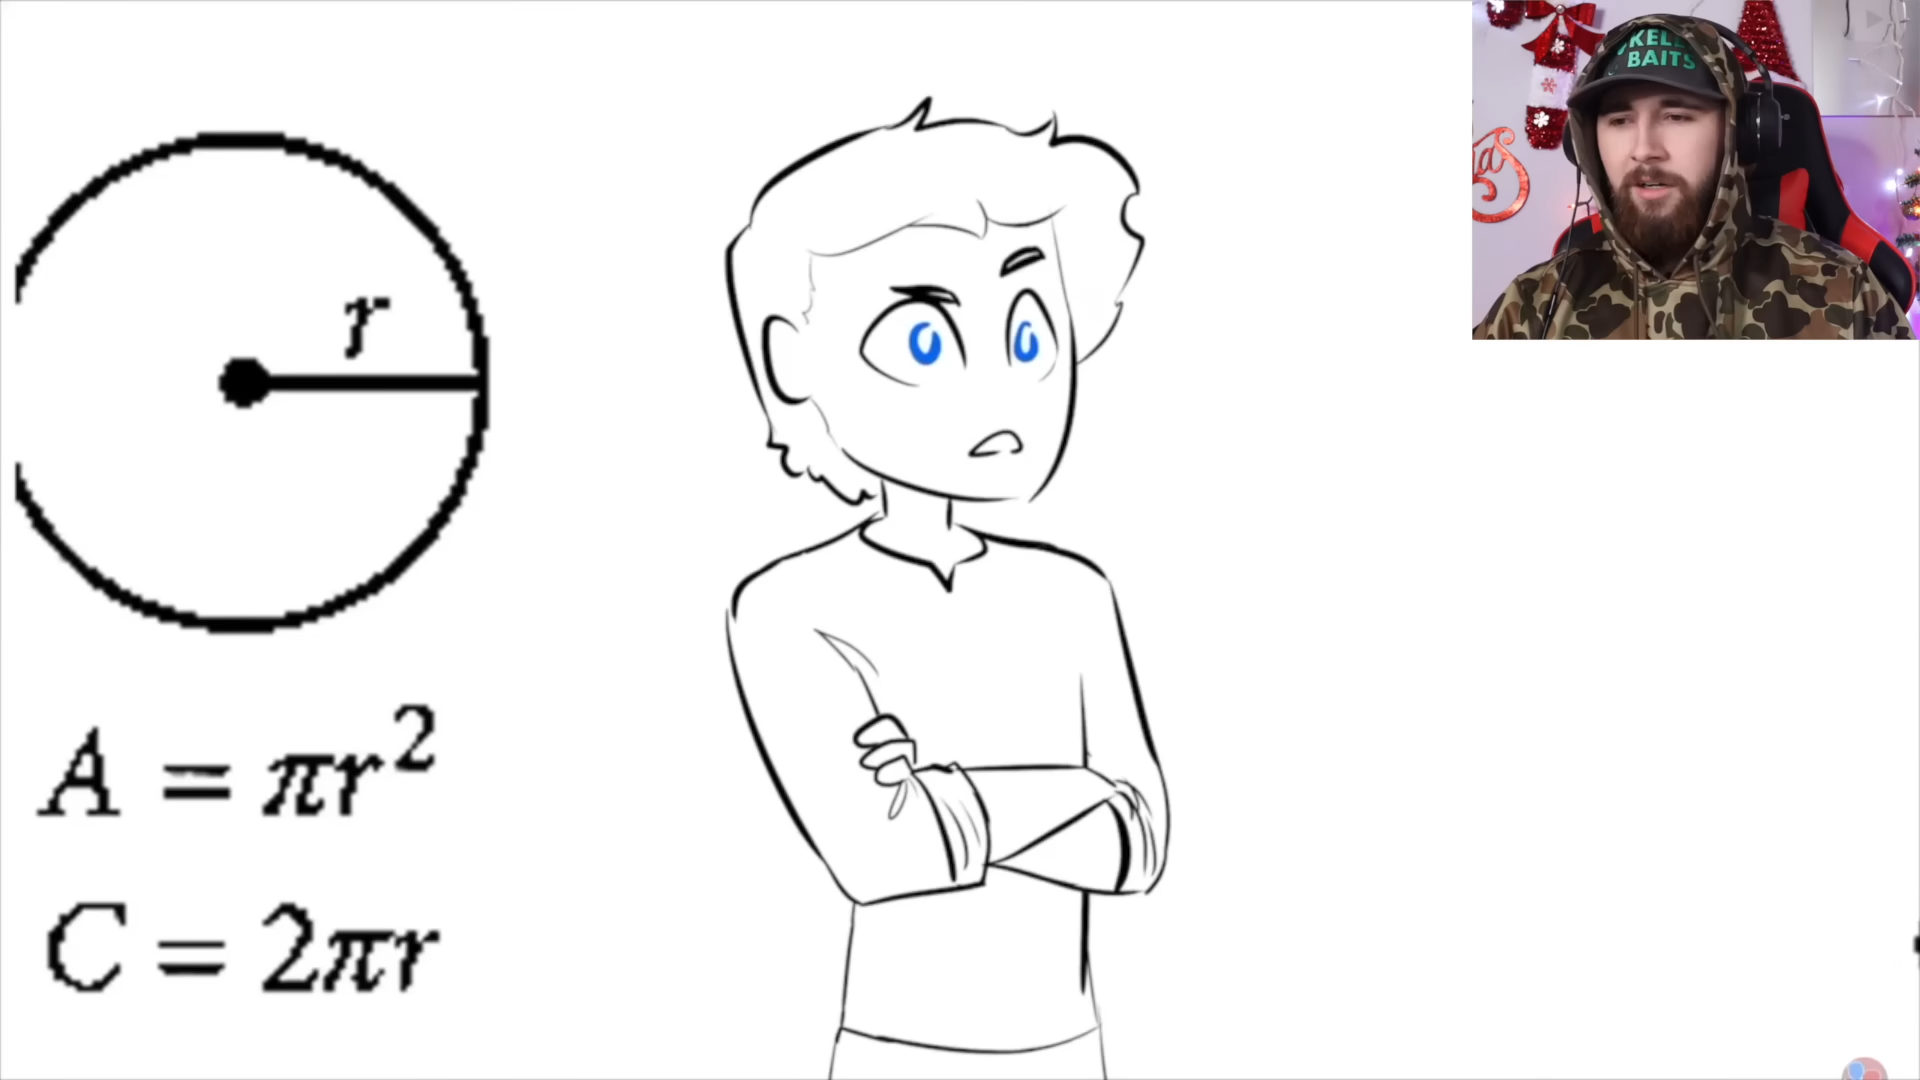 r
A = πr²
C = 2πr
BAITS